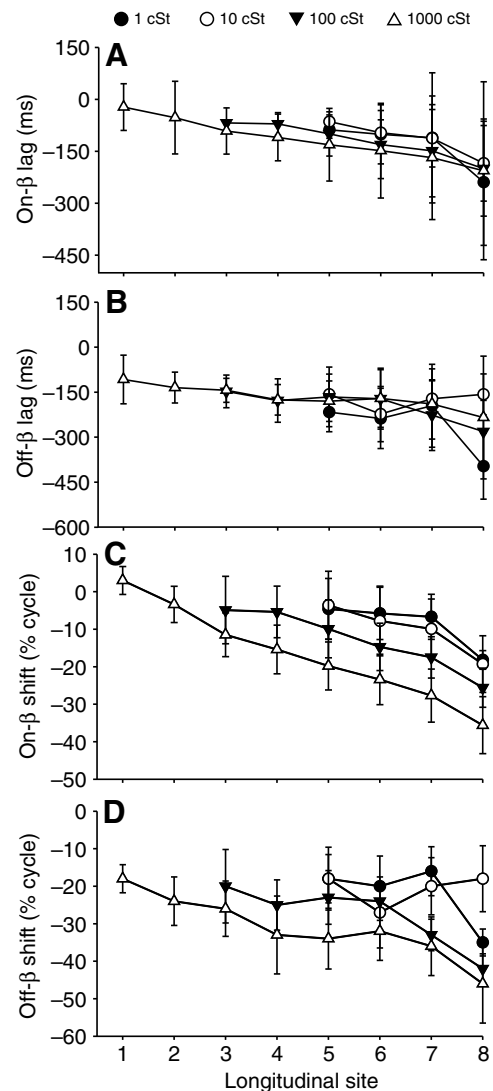 1 cSt 10 cSt 100 cSt 1000 cSt
A
150
0
−150
−300
−450
On-β lag (ms)
B
150
0
−150
−300
−450
−600
Off-β lag (ms)
C
10
0
−10
−20
−30
−40
−50
On-β shift (% cycle)
D
0
−10
−20
−30
−40
−50
−60
Off-β shift (% cycle)
1 2 3 4 5 6 7 8
Longitudinal site